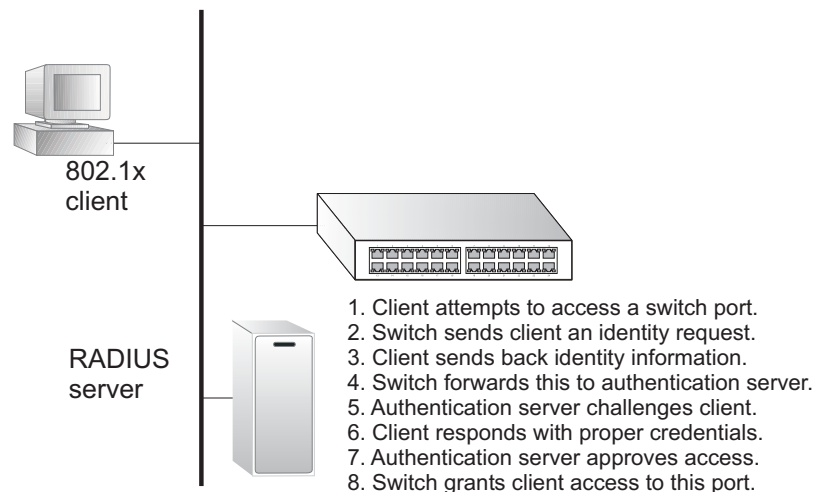 802.1x
client
RADIUS
server
1. Client attempts to access a switch port.
2. Switch sends client an identity request.
3. Client sends back identity information.
4. Switch forwards this to authentication server.
5. Authentication server challenges client.
6. Client responds with proper credentials.
7. Authentication server approves access.
8. Switch grants client access to this port.